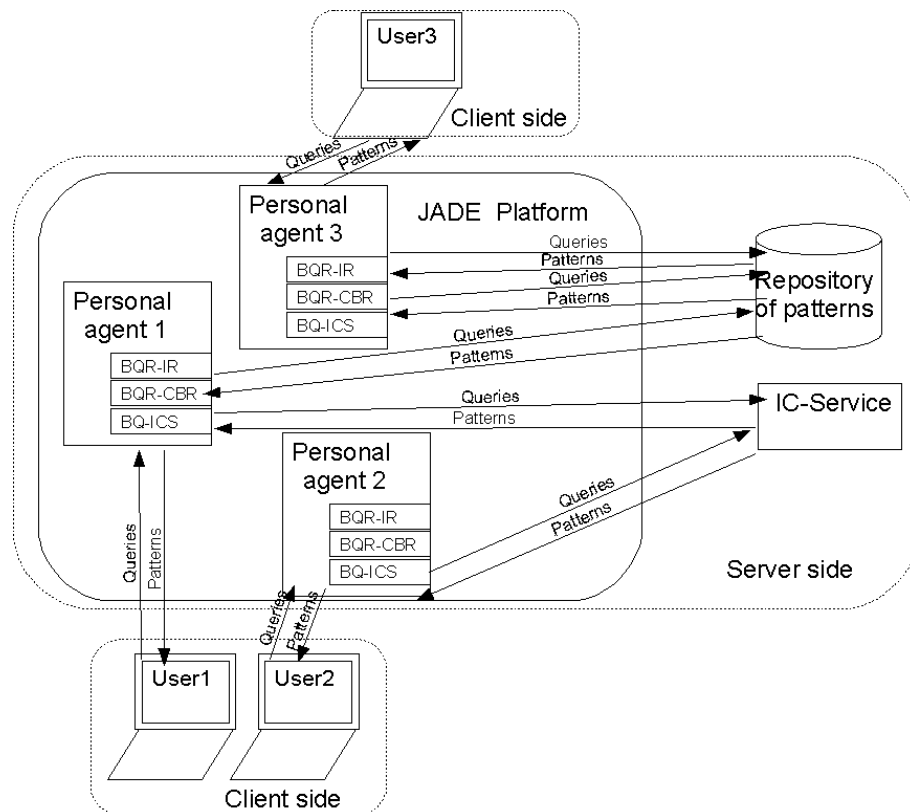 User3
Client side
Queries
Patterns
Personal
agent 3
JADE Platform
BQR-IR
BQR-CBR
BQ-ICS
Queries
Patterns
Queries
Patterns
Repository
of patterns
Personal
agent 1
BQR-IR
BQR-CBR
BQ-ICS
Queries
Patterns
Queries
Patterns
IC-Service
Personal
agent 2
BQR-IR
BQR-CBR
BQ-ICS
Queries
Patterns
Server side
Queries
Patterns
Queries
Patterns
User1
User2
Client side